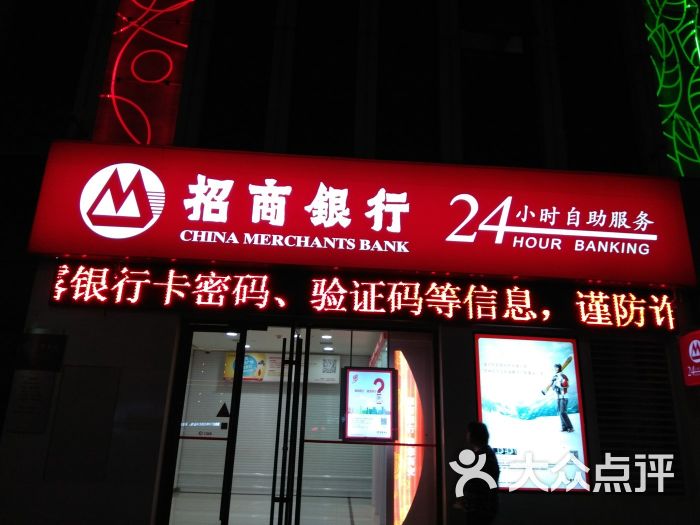 招商銀行
CHINA MERCHANTS BANK
24小时自助服务
HOUR BANKING
银行卡密码、验证码等信息，谨防诈
?
24
大众点评